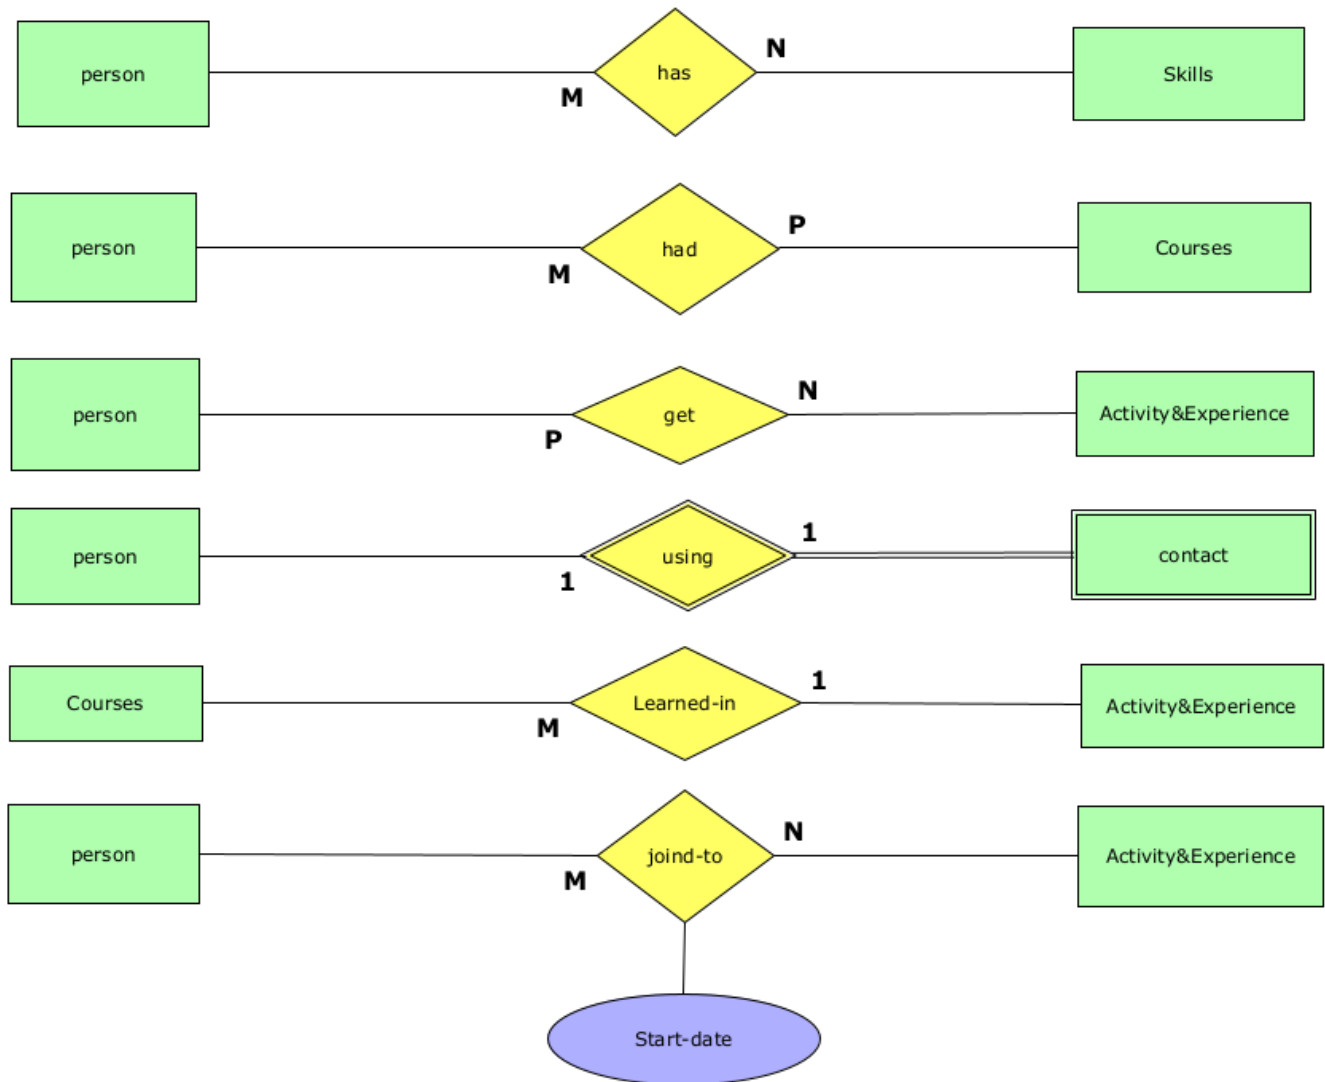 person
has
M
N
Skills
person
had
M
P
Courses
person
get
P
N
Activity&Experience
person
using
1
1
contact
Courses
Learned-in
M
1
Activity&Experience
person
joind-to
M
N
Activity&Experience
Start-date